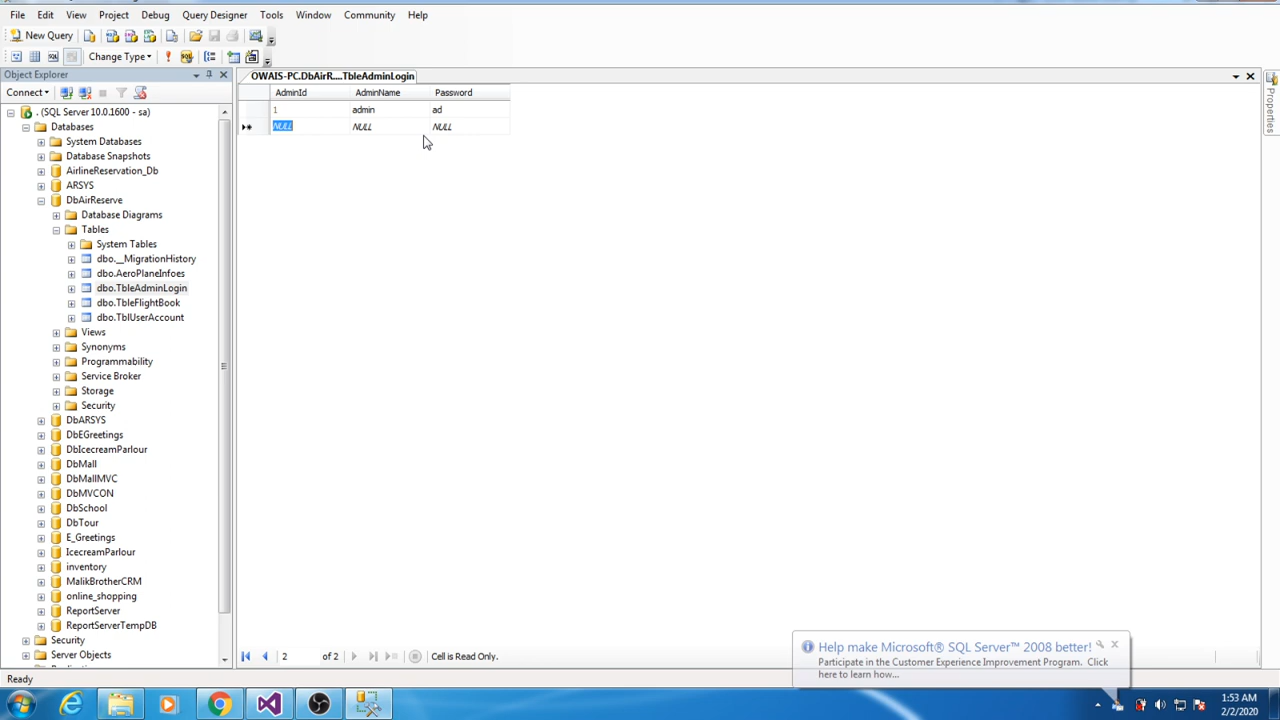 File Edit View Project Debug Query Designer Tools Window Community Help
New Query
Change Type
Object Explorer
OWAIS-PC.DbAirR....TbleAdminLogin
Connect
AdminId AdminName Password
1 admin ad
NULL NULL NULL
. (SQL Server 10.0.1600 - sa)
Databases
System Databases
Database Snapshots
AirlineReservation_Db
ARSYS
DbAirReserve
Database Diagrams
Tables
System Tables
dbo.__MigrationHistory
dbo.AeroPlaneInfoes
dbo.TbleAdminLogin
dbo.TbleFlightBook
dbo.TblUserAccount
Views
Synonyms
Programmability
Service Broker
Storage
Security
DbARSYS
DbEGreetings
DbIcecreamParlour
DbMall
DbMallMVC
DbMVCON
DbSchool
DbTour
E_Greetings
IcecreamParlour
inventory
MalikBrotherCRM
online_shopping
ReportServer
ReportServerTempDB
Security
Server Objects
Properties
2 of 2 Cell is Read Only.
Help make Microsoft® SQL Server™ 2008 better!
Participate in the Customer Experience Improvement Program. Click
here to learn how...
Ready
1:53 AM
2/2/2020